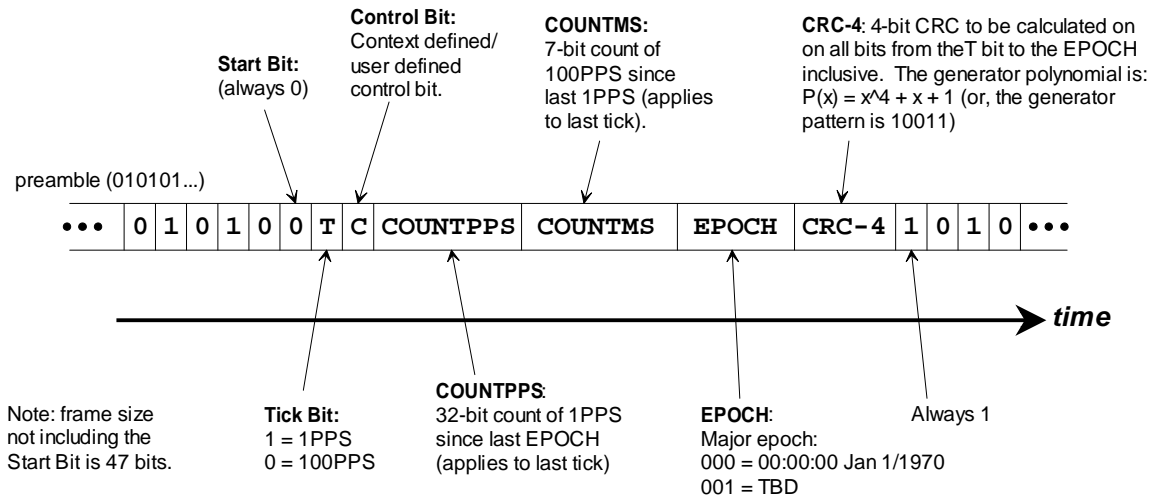 Control Bit:
Context defined/
user defined
control bit.
COUNTMS:
7-bit count of
100PPS since
last 1PPS (applies
to last tick).
CRC-4: 4-bit CRC to be calculated on
on all bits from theT bit to the EPOCH
inclusive. The generator polynomial is:
P(x) = x^4 + x + 1 (or, the generator
pattern is 10011)
Start Bit:
(always 0)
preamble (010101...)
••• 0 1 0 1 0 0 T C COUNTPPS COUNTMS EPOCH CRC-4 1 0 1 0 •••
time
Note: frame size
not including the
Start Bit is 47 bits.
Tick Bit:
1 = 1PPS
0 = 100PPS
COUNTPPS:
32-bit count of 1PPS
since last EPOCH
(applies to last tick)
EPOCH:
Major epoch:
000 = 00:00:00 Jan 1/1970
001 = TBD
Always 1